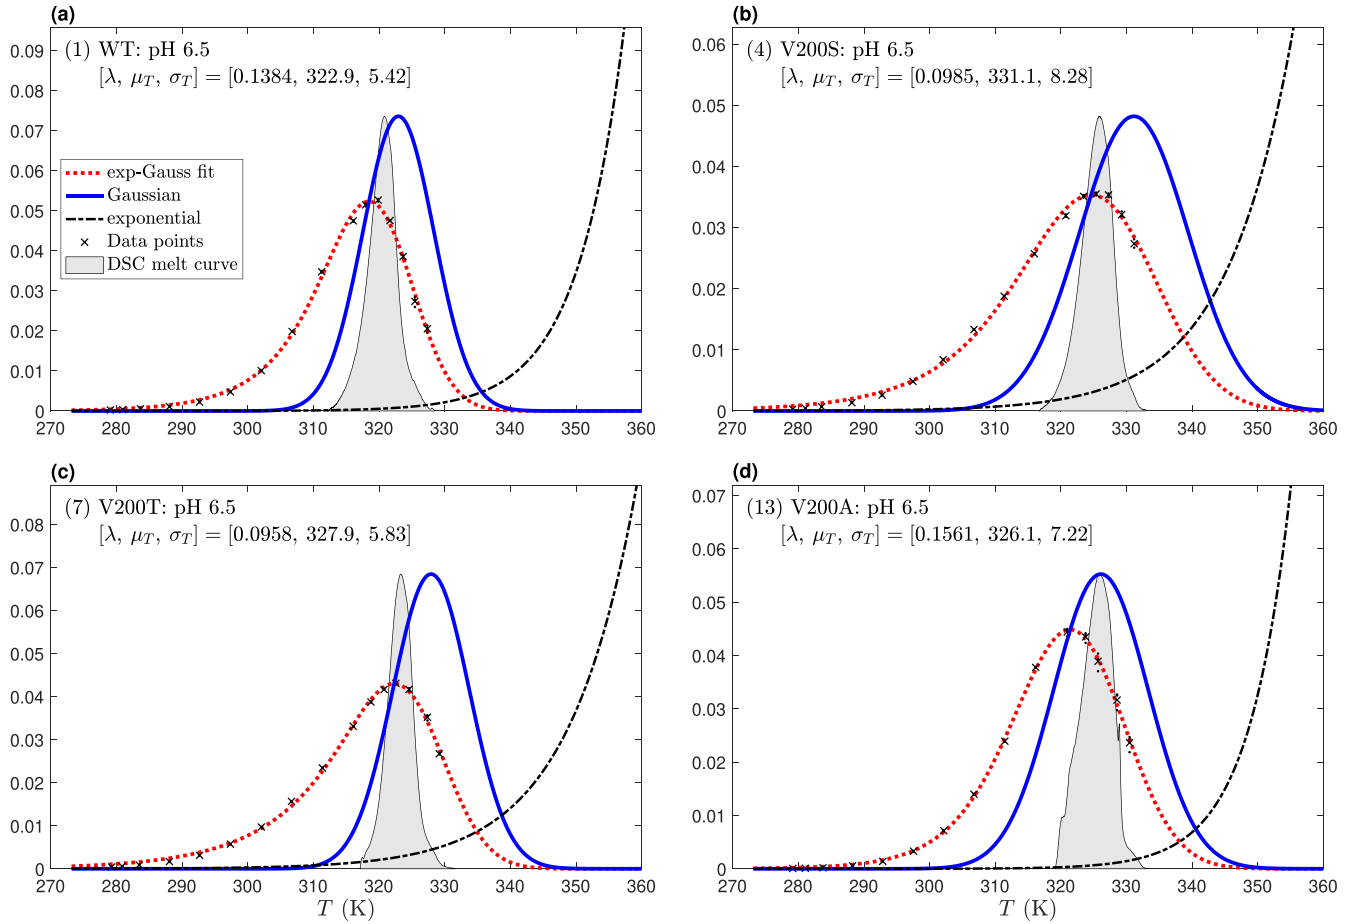 (a)
(1) WT: pH 6.5
[λ, μ_T, σ_T] = [0.1384, 322.9, 5.42]
0.09
0.08
0.07
0.06
0.05
0.04
0.03
0.02
0.01
0
exp-Gauss fit
Gaussian
exponential
Data points
DSC melt curve
270 280 290 300 310 320 330 340 350 360
(b)
(4) V200S: pH 6.5
[λ, μ_T, σ_T] = [0.0985, 331.1, 8.28]
0.06
0.05
0.04
0.03
0.02
0.01
0
270 280 290 300 310 320 330 340 350 360
(c)
(7) V200T: pH 6.5
[λ, μ_T, σ_T] = [0.0958, 327.9, 5.83]
0.08
0.07
0.06
0.05
0.04
0.03
0.02
0.01
0
270 280 290 300 310 320 330 340 350 360
T (K)
(d)
(13) V200A: pH 6.5
[λ, μ_T, σ_T] = [0.1561, 326.1, 7.22]
0.07
0.06
0.05
0.04
0.03
0.02
0.01
0
270 280 290 300 310 320 330 340 350 360
T (K)